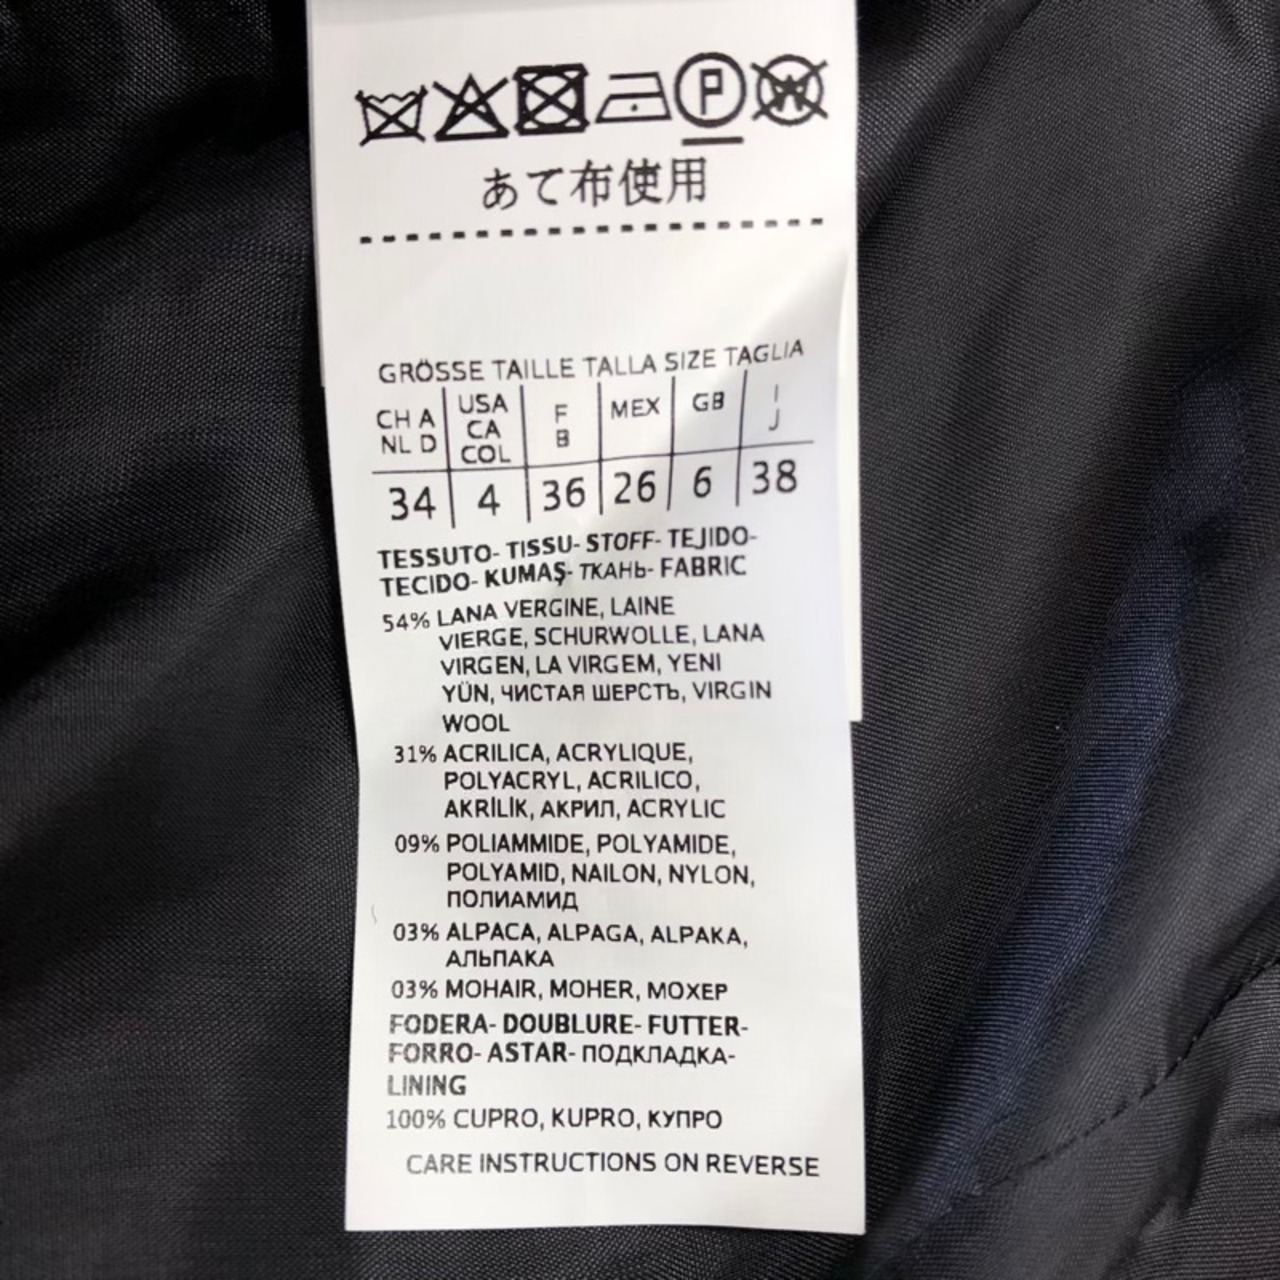 P W
あて布使用
GRÖSSE TAILLE TALLA SIZE TAGLIA
CH A NL D USA CA COL F B MEX GB I J
34 4 36 26 6 38
TESSUTO- TISSU- STOFF- TEJIDO-
TECIDO- KUMAŞ- ТКАНЬ- FABRIC
54% LANA VERGINE, LAINE
VIERGE, SCHURWOLLE, LANA
VIRGEN, LA VIRGEM, YENI
YÜN, ЧИСТАЯ ШЕРСТЬ, VIRGIN
WOOL
31% ACRILICA, ACRYLIQUE,
POLYACRYL, ACRILICO,
AKRİLİK, АКРИЛ, ACRYLIC
09% POLIAMMIDE, POLYAMIDE,
POLYAMID, NAILON, NYLON,
ПОЛИАМИД
03% ALPACA, ALPAGA, ALPAKA,
АЛЬПАКА
03% MOHAIR, MOHER, МОХЕР
FODERA- DOUBLURE- FUTTER-
FORRO- ASTAR- ПОДКЛАДКА-
LINING
100% CUPRO, KUPRO, КУПРО
CARE INSTRUCTIONS ON REVERSE